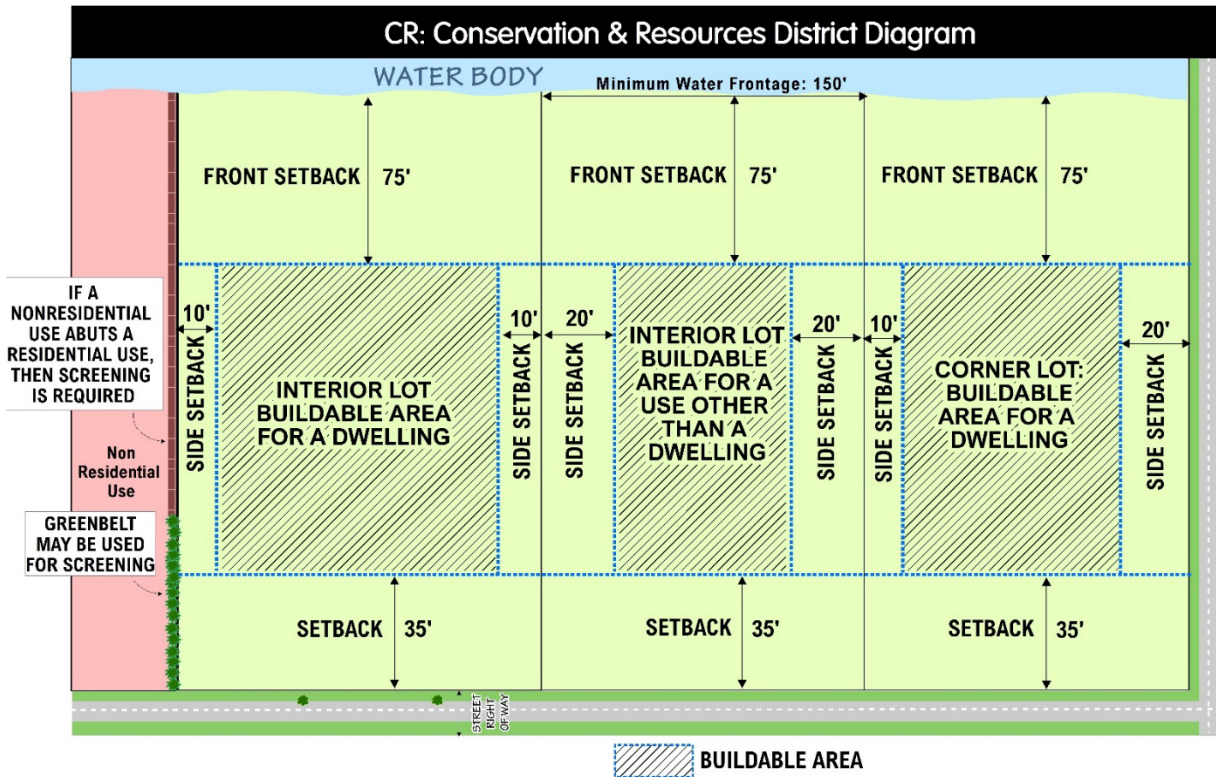 CR: Conservation & Resources District Diagram
WATER BODY
Minimum Water Frontage: 150'
FRONT SETBACK 75'
FRONT SETBACK 75'
FRONT SETBACK 75'
IF A
NONRESIDENTIAL
USE ABUTS A
RESIDENTIAL USE,
THEN SCREENING
IS REQUIRED
Non
Residential
Use
GREENBELT
MAY BE USED
FOR SCREENING
10'
SIDE SETBACK
INTERIOR LOT
BUILDABLE AREA
FOR A DWELLING
10'
SIDE SETBACK
20'
SIDE SETBACK
INTERIOR LOT
BUILDABLE
AREA FOR A
USE OTHER
THAN A
DWELLING
20'
SIDE SETBACK
10'
SIDE SETBACK
CORNER LOT:
BUILDABLE
AREA FOR A
DWELLING
20'
SIDE SETBACK
SETBACK 35'
SETBACK 35'
SETBACK 35'
STREET
RIGHT
OF WAY
BUILDABLE AREA